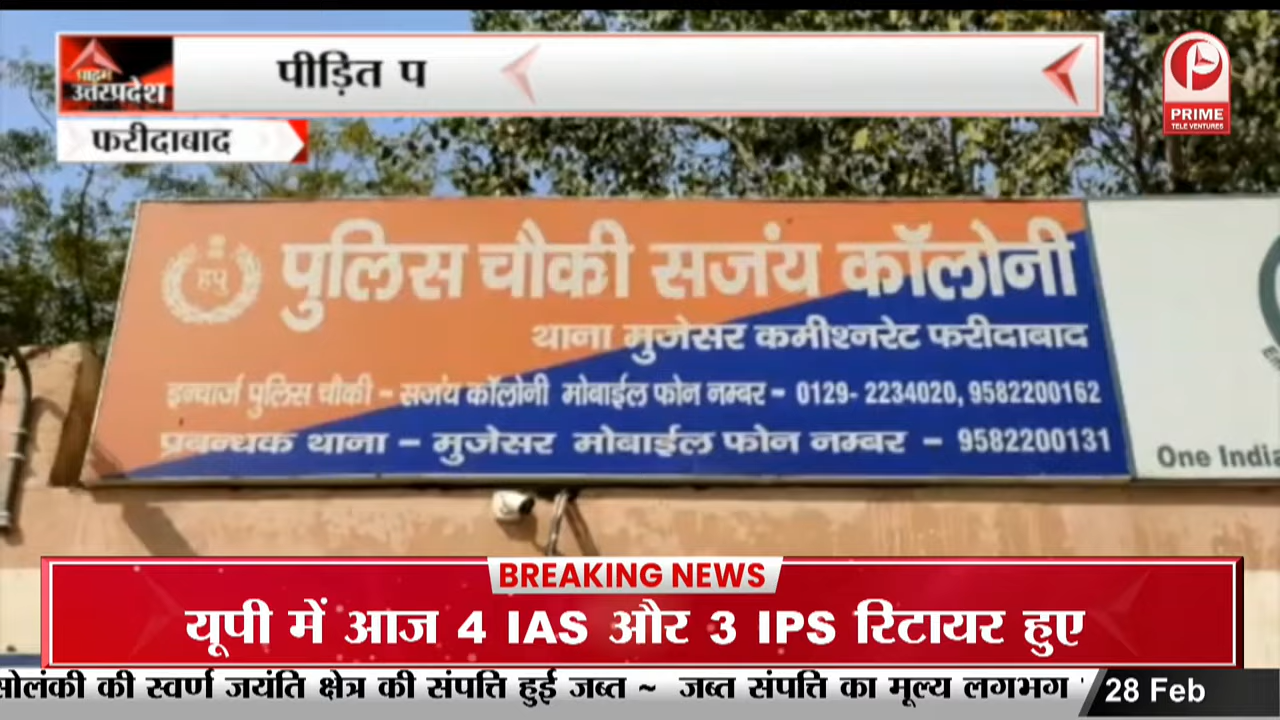 पीड़ित प
प्राइम
उत्तरप्रदेश
PRIME
TELE VENTURES
फरीदाबाद
हपु
पुलिस चौकी सजंय कॉलोनी
थाना मुजेसर कमीश्नरेट फरीदाबाद
इन्चार्ज पुलिस चौकी - सजंय कॉलोनी मोबाईल फोन नम्बर - 0129- 2234020, 9582200162
प्रबन्धक थाना - मुजेसर मोबाईल फोन नम्बर - 9582200131
One India
BREAKING NEWS
यूपी में आज 4 IAS और 3 IPS रिटायर हुए
सोलंकी की स्वर्ण जयंति क्षेत्र की संपत्ति हुई जब्त ~ जब्त संपत्ति का मूल्य लगभग
28 Feb